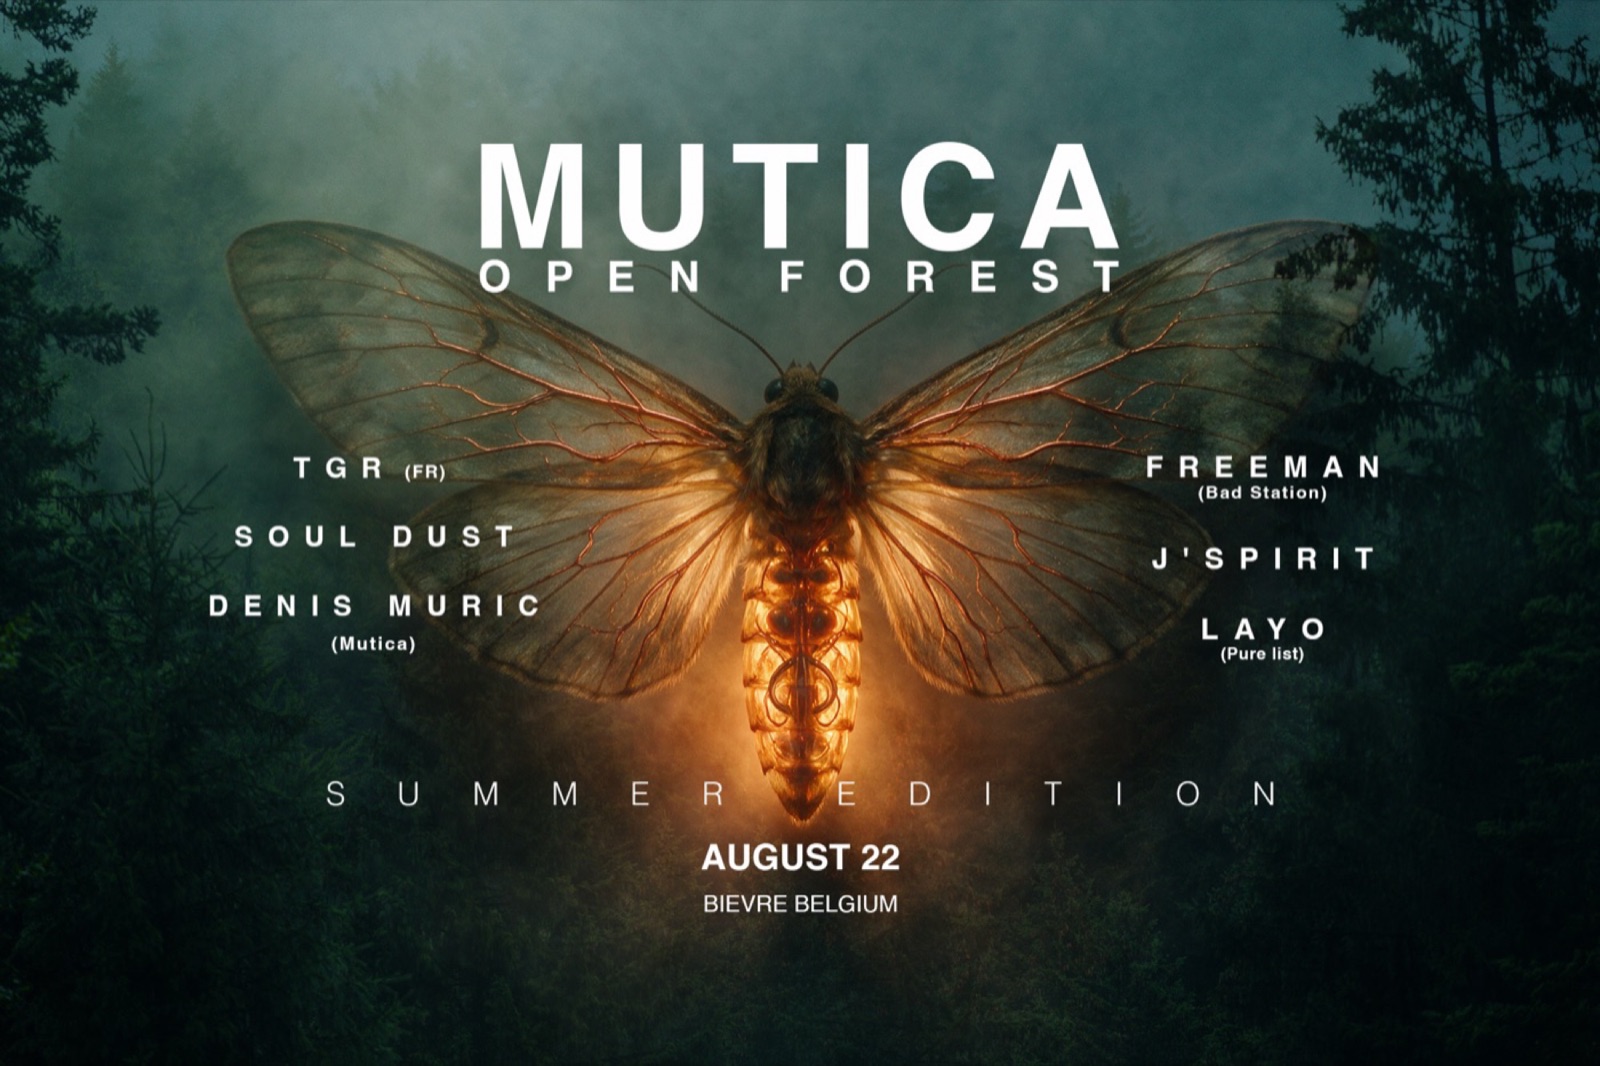 MUTICA
OPEN FOREST
TGR (FR)
SOUL DUST
DENIS MURIC
(Mutica)
FREEMAN
(Bad Station)
J'SPIRIT
LAYO
(Pure list)
SUMMER EDITION
AUGUST 22
BIEVRE BELGIUM